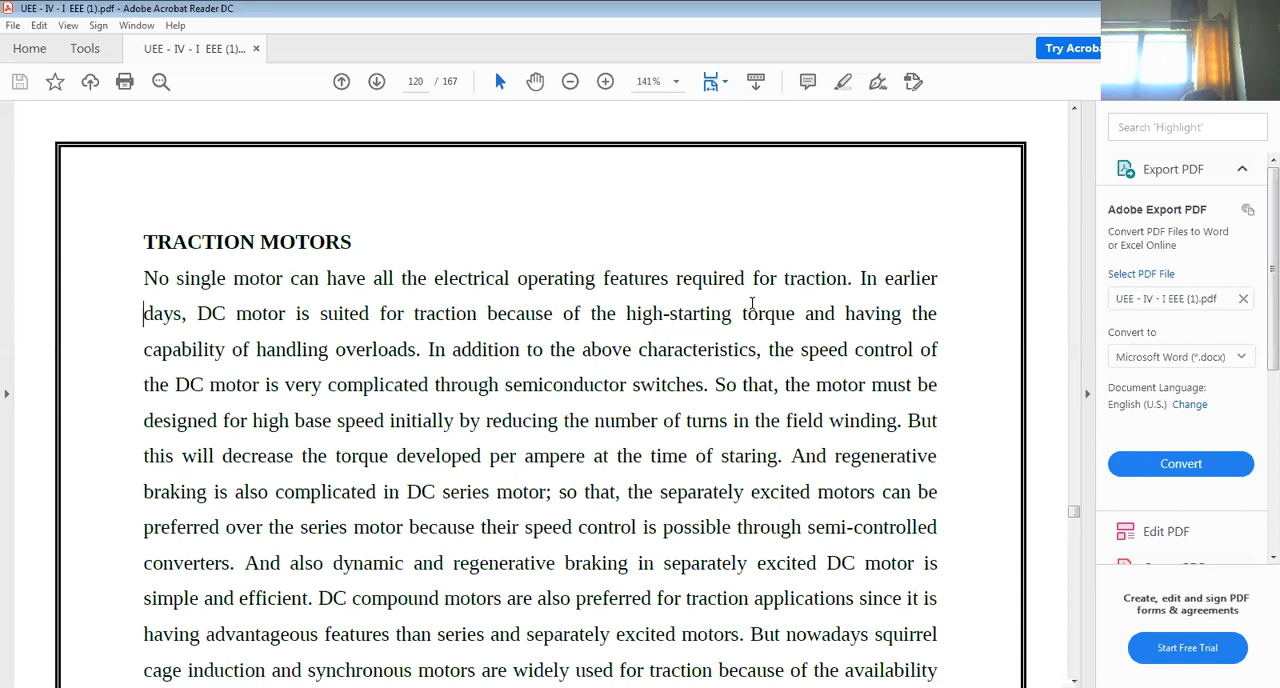 UEE - IV - I EEE (1).pdf - Adobe Acrobat Reader DC
File Edit View Sign Window Help
Home Tools UEE - IV - I EEE (1)... ×
Try Acroba
120 / 167 141%
Search 'Highlight'
Export PDF
Adobe Export PDF
Convert PDF Files to Word
or Excel Online
Select PDF File
UEE - IV - I EEE (1).pdf
Convert to
Microsoft Word (*.docx)
Document Language:
English (U.S.) Change
Convert
Edit PDF
Create, edit and sign PDF
forms & agreements
Start Free Trial
TRACTION MOTORS
No single motor can have all the electrical operating features required for traction. In earlier
days, DC motor is suited for traction because of the high-starting torque and having the
capability of handling overloads. In addition to the above characteristics, the speed control of
the DC motor is very complicated through semiconductor switches. So that, the motor must be
designed for high base speed initially by reducing the number of turns in the field winding. But
this will decrease the torque developed per ampere at the time of staring. And regenerative
braking is also complicated in DC series motor; so that, the separately excited motors can be
preferred over the series motor because their speed control is possible through semi-controlled
converters. And also dynamic and regenerative braking in separately excited DC motor is
simple and efficient. DC compound motors are also preferred for traction applications since it is
having advantageous features than series and separately excited motors. But nowadays squirrel
cage induction and synchronous motors are widely used for traction because of the availability